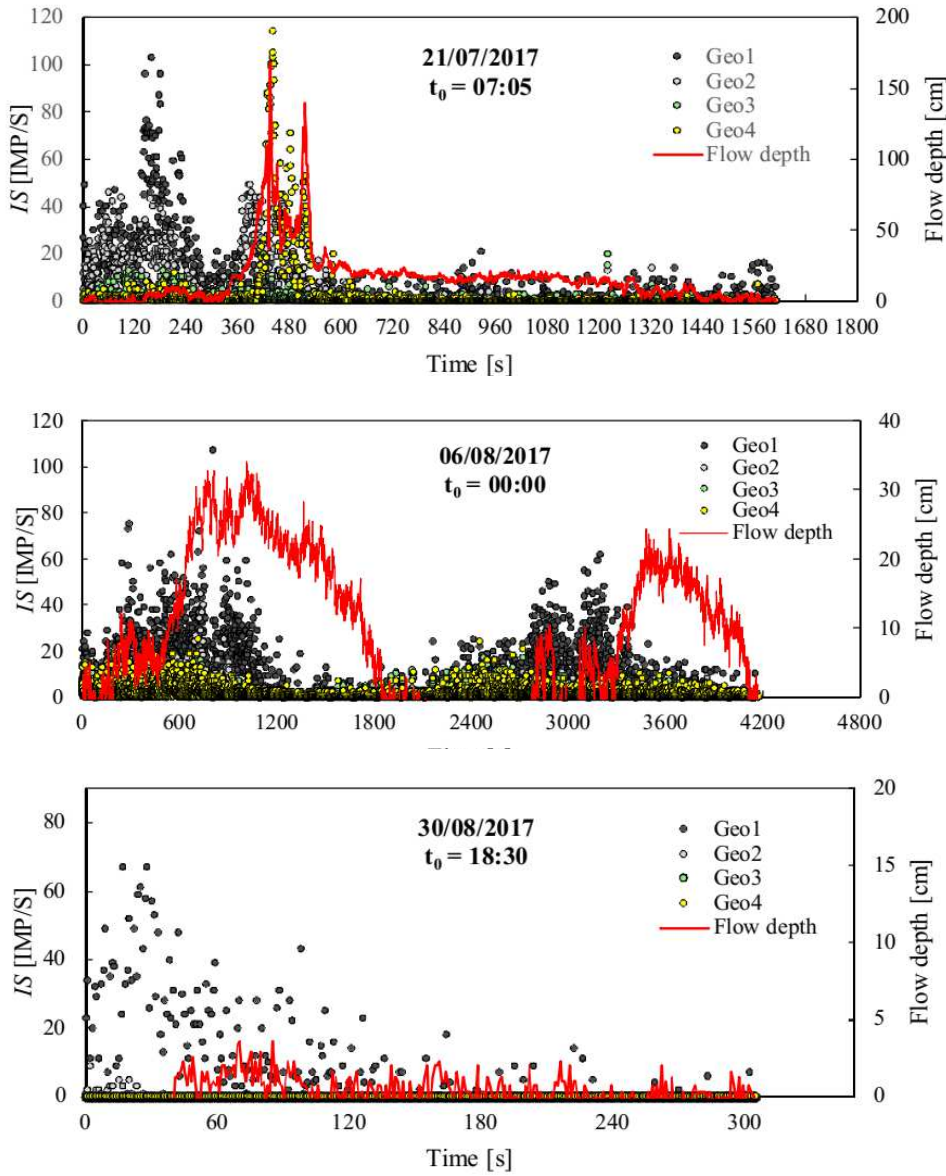 120
100
80
60
40
20
0
IS [IMP/S]
21/07/2017
t0 = 07:05
Geo1
Geo2
Geo3
Geo4
Flow depth
200
150
100
50
0
Flow depth [cm]
0 120 240 360 480 600 720 840 960 1080 1200 1320 1440 1560 1680 1800
Time [s]
120
100
80
60
40
20
0
IS [IMP/S]
06/08/2017
t0 = 00:00
Geo1
Geo2
Geo3
Geo4
Flow depth
40
30
20
10
0
Flow depth [cm]
0 600 1200 1800 2400 3000 3600 4200 4800
80
60
40
20
0
IS [IMP/S]
30/08/2017
t0 = 18:30
Geo1
Geo2
Geo3
Geo4
Flow depth
20
15
10
5
0
Flow depth [cm]
0 60 120 180 240 300
Time [s]